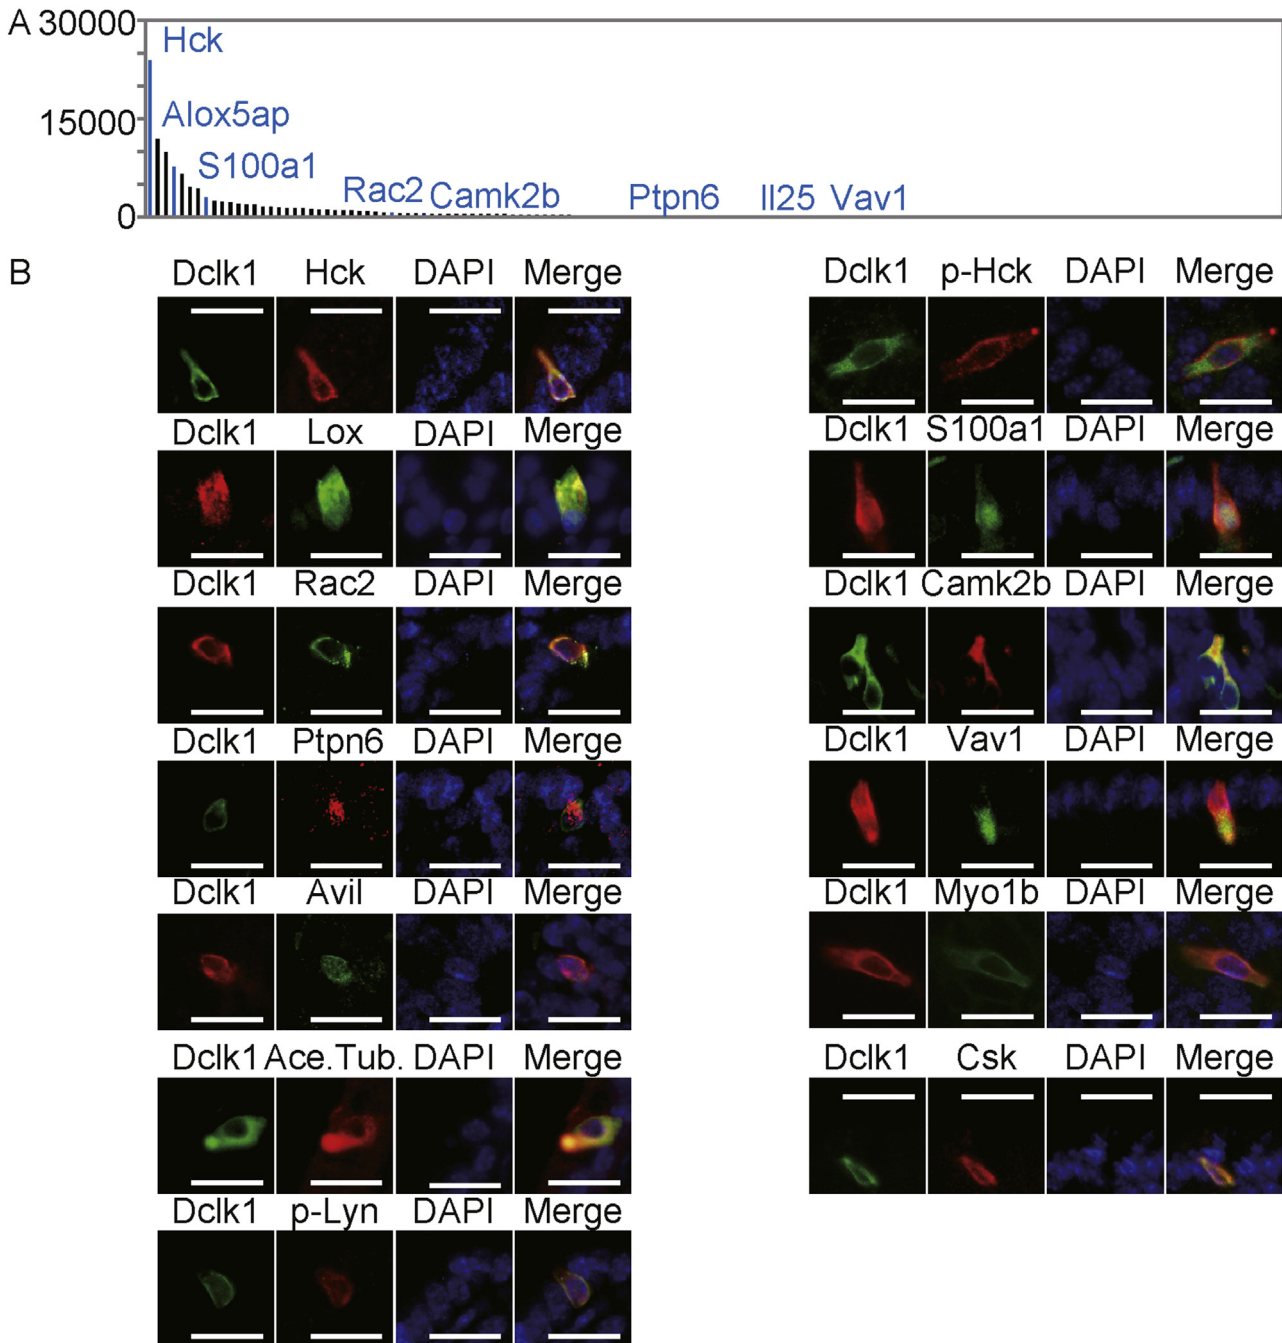 A 30000
Hck
Alox5ap
15000
S100a1
Rac2 Camk2b Ptpn6 Il25 Vav1
0
B
Dclk1 Hck DAPI Merge Dclk1 p-Hck DAPI Merge
Dclk1 Lox DAPI Merge Dclk1 S100a1 DAPI Merge
Dclk1 Rac2 DAPI Merge Dclk1 Camk2b DAPI Merge
Dclk1 Ptpn6 DAPI Merge Dclk1 Vav1 DAPI Merge
Dclk1 Avil DAPI Merge Dclk1 Myo1b DAPI Merge
Dclk1 Ace.Tub. DAPI Merge Dclk1 Csk DAPI Merge
Dclk1 p-Lyn DAPI Merge